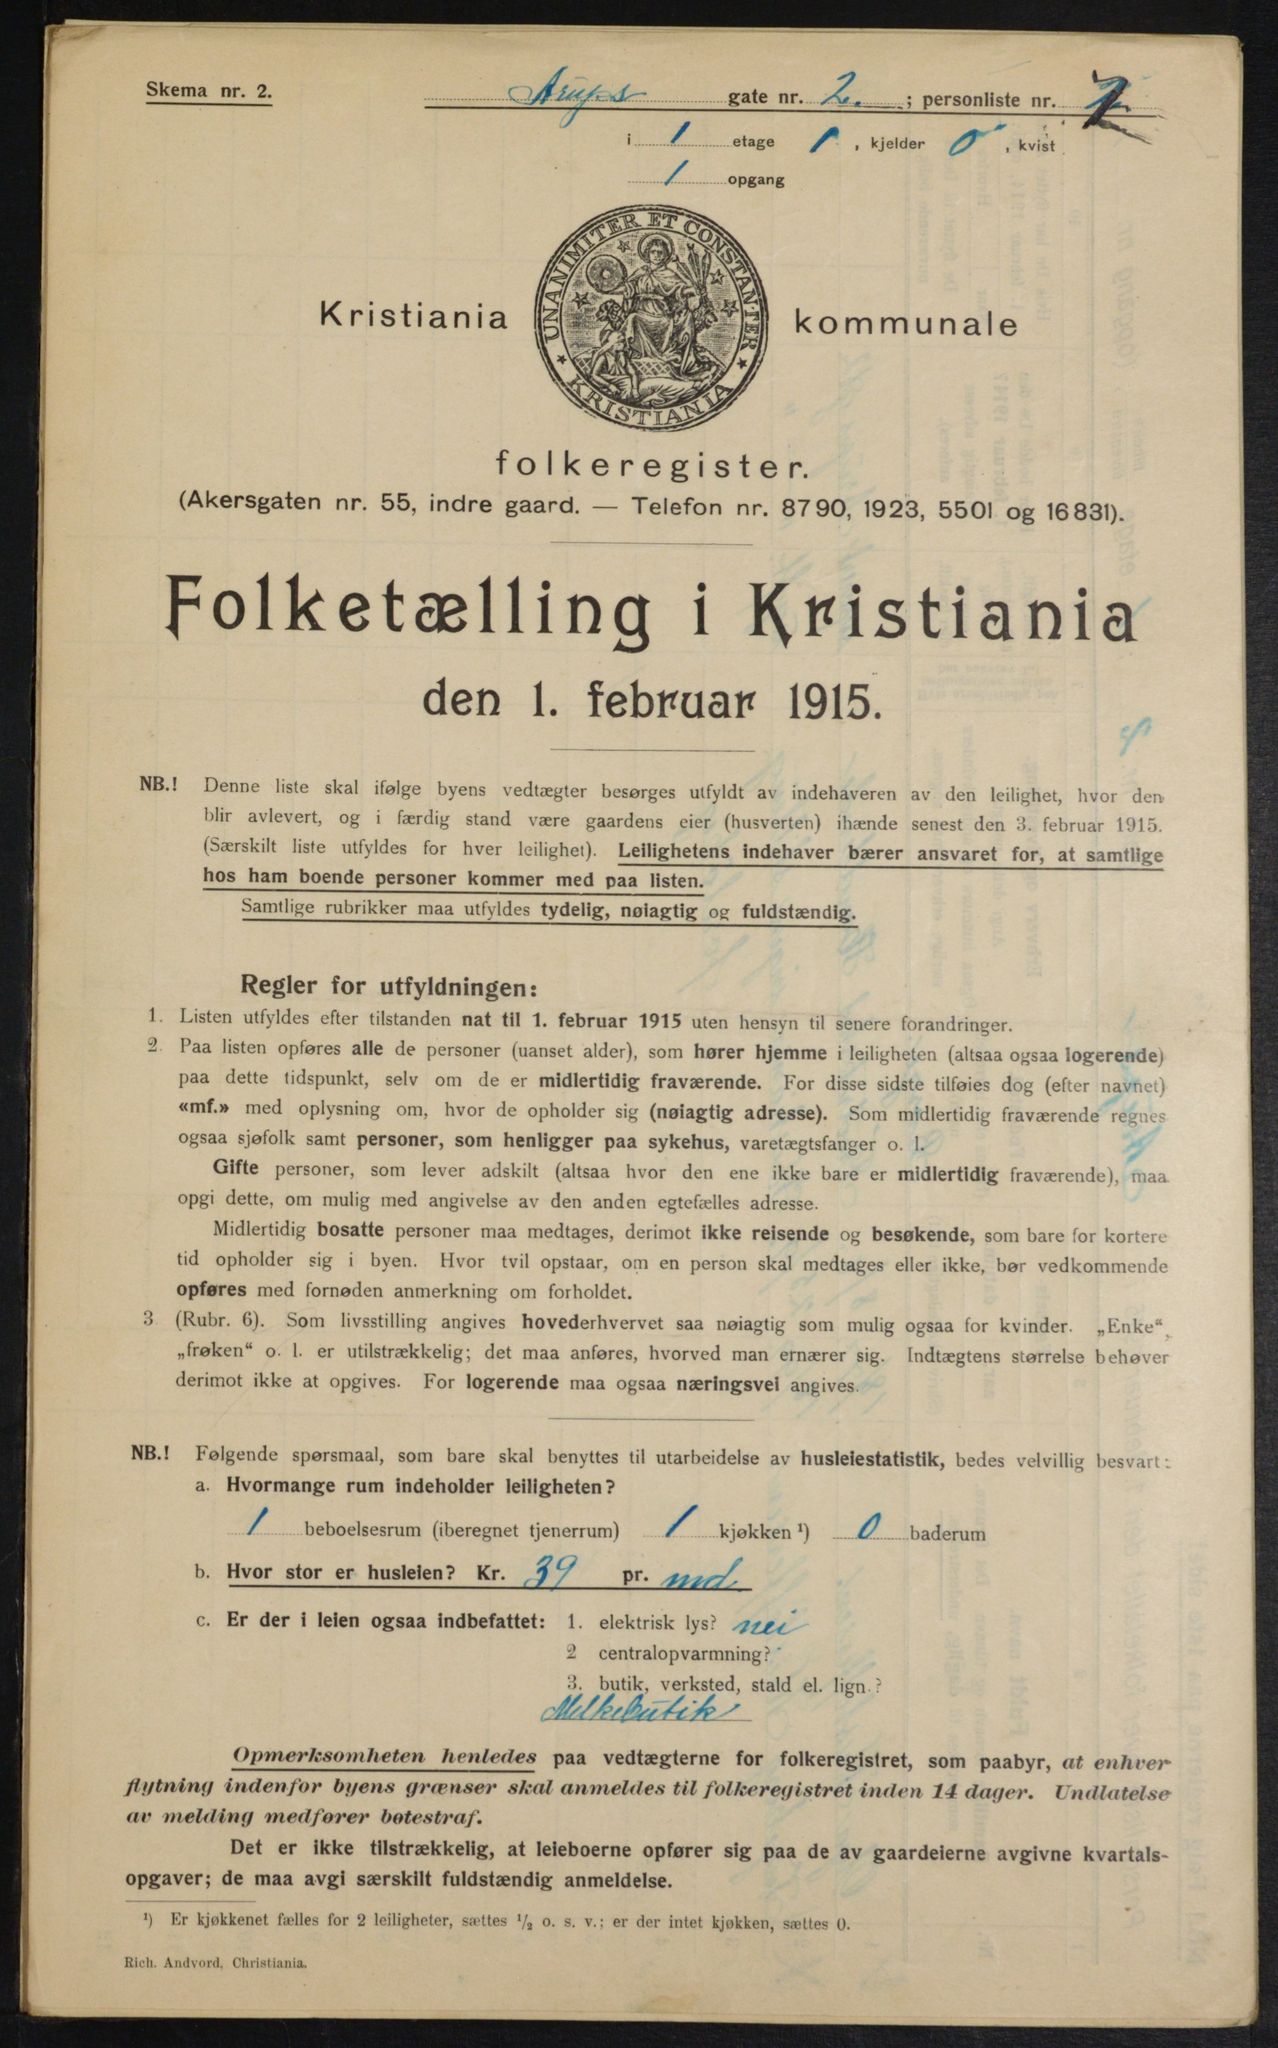 Skema nr. 2.
Arups gate nr. 2. ; personliste nr.
i 1 etage 1, kjelder 0, kvist
1 opgang
UNANIMITER ET CONSTANTER
KRISTIANIA
Kristiania kommunale
folkeregister.
(Akersgaten nr. 55, indre gaard. — Telefon nr. 8790, 1923, 5501 og 16831).
Folketælling i Kristiania
den 1. februar 1915.
NB.! Denne liste skal ifølge byens vedtægter besørges utfyldt av indehaveren av den leilighet, hvor den
blir avlevert, og i færdig stand være gaardens eier (husverten) ihænde senest den 3. februar 1915.
(Særskilt liste utfyldes for hver leilighet). Leilighetens indehaver bærer ansvaret for, at samtlige
hos ham boende personer kommer med paa listen.
Samtlige rubrikker maa utfyldes tydelig, nøiagtig og fuldstændig.
Regler for utfyldningen:
1. Listen utfyldes efter tilstanden nat til 1. februar 1915 uten hensyn til senere forandringer.
2. Paa listen opføres alle de personer (uanset alder), som hører hjemme i leiligheten (altsaa ogsaa logerende)
paa dette tidspunkt, selv om de er midlertidig fraværende. For disse sidste tilføies dog (efter navnet)
«mf.» med oplysning om, hvor de opholder sig (nøiagtig adresse). Som midlertidig fraværende regnes
ogsaa sjøfolk samt personer, som henligger paa sykehus, varetægtsfanger o. l.
Gifte personer, som lever adskilt (altsaa hvor den ene ikke bare er midlertidig fraværende), maa
opgi dette, om mulig med angivelse av den anden egtefælles adresse.
Midlertidig bosatte personer maa medtages, derimot ikke reisende og besøkende, som bare for kortere
tid opholder sig i byen. Hvor tvil opstaar, om en person skal medtages eller ikke, bør vedkommende
opføres med fornøden anmerkning om forholdet.
3 (Rubr. 6). Som livsstilling angives hovederhvervet saa nøiagtig som mulig ogsaa for kvinder. „Enke“,
„frøken“ o. l. er utilstrækkelig; det maa anføres, hvorved man ernærer sig. Indtægtens størrelse behøver
derimot ikke at opgives. For logerende maa ogsaa næringsvei angives.
NB.! Følgende spørsmaal, som bare skal benyttes til utarbeidelse av husleiestatistik, bedes velvillig besvart:
a. Hvormange rum indeholder leiligheten?
1 beboelsesrum (iberegnet tjenerrum) 1 kjøkken ¹) 0 baderum
b. Hvor stor er husleien? Kr. 39 pr. md.
c. Er der i leien ogsaa indbefattet: 1. elektrisk lys? nei
2 centralopvarmning?
3. butik, verksted, stald el. lign.?
Melkebutik
Opmerksomheten henledes paa vedtægterne for folkeregistret, som paabyr, at enhver
flytning indenfor byens grænser skal anmeldes til folkeregistret inden 14 dager. Undlatelse
av melding medfører bøtestraf.
Det er ikke tilstrækkelig, at leieboerne opfører sig paa de av gaardeierne avgivne kvartals-
opgaver; de maa avgi særskilt fuldstændig anmeldelse.
¹) Er kjøkkenet fælles for 2 leiligheter, sættes ½ o. s. v.; er der intet kjøkken, sættes 0.
Rich. Andvord, Christiania.